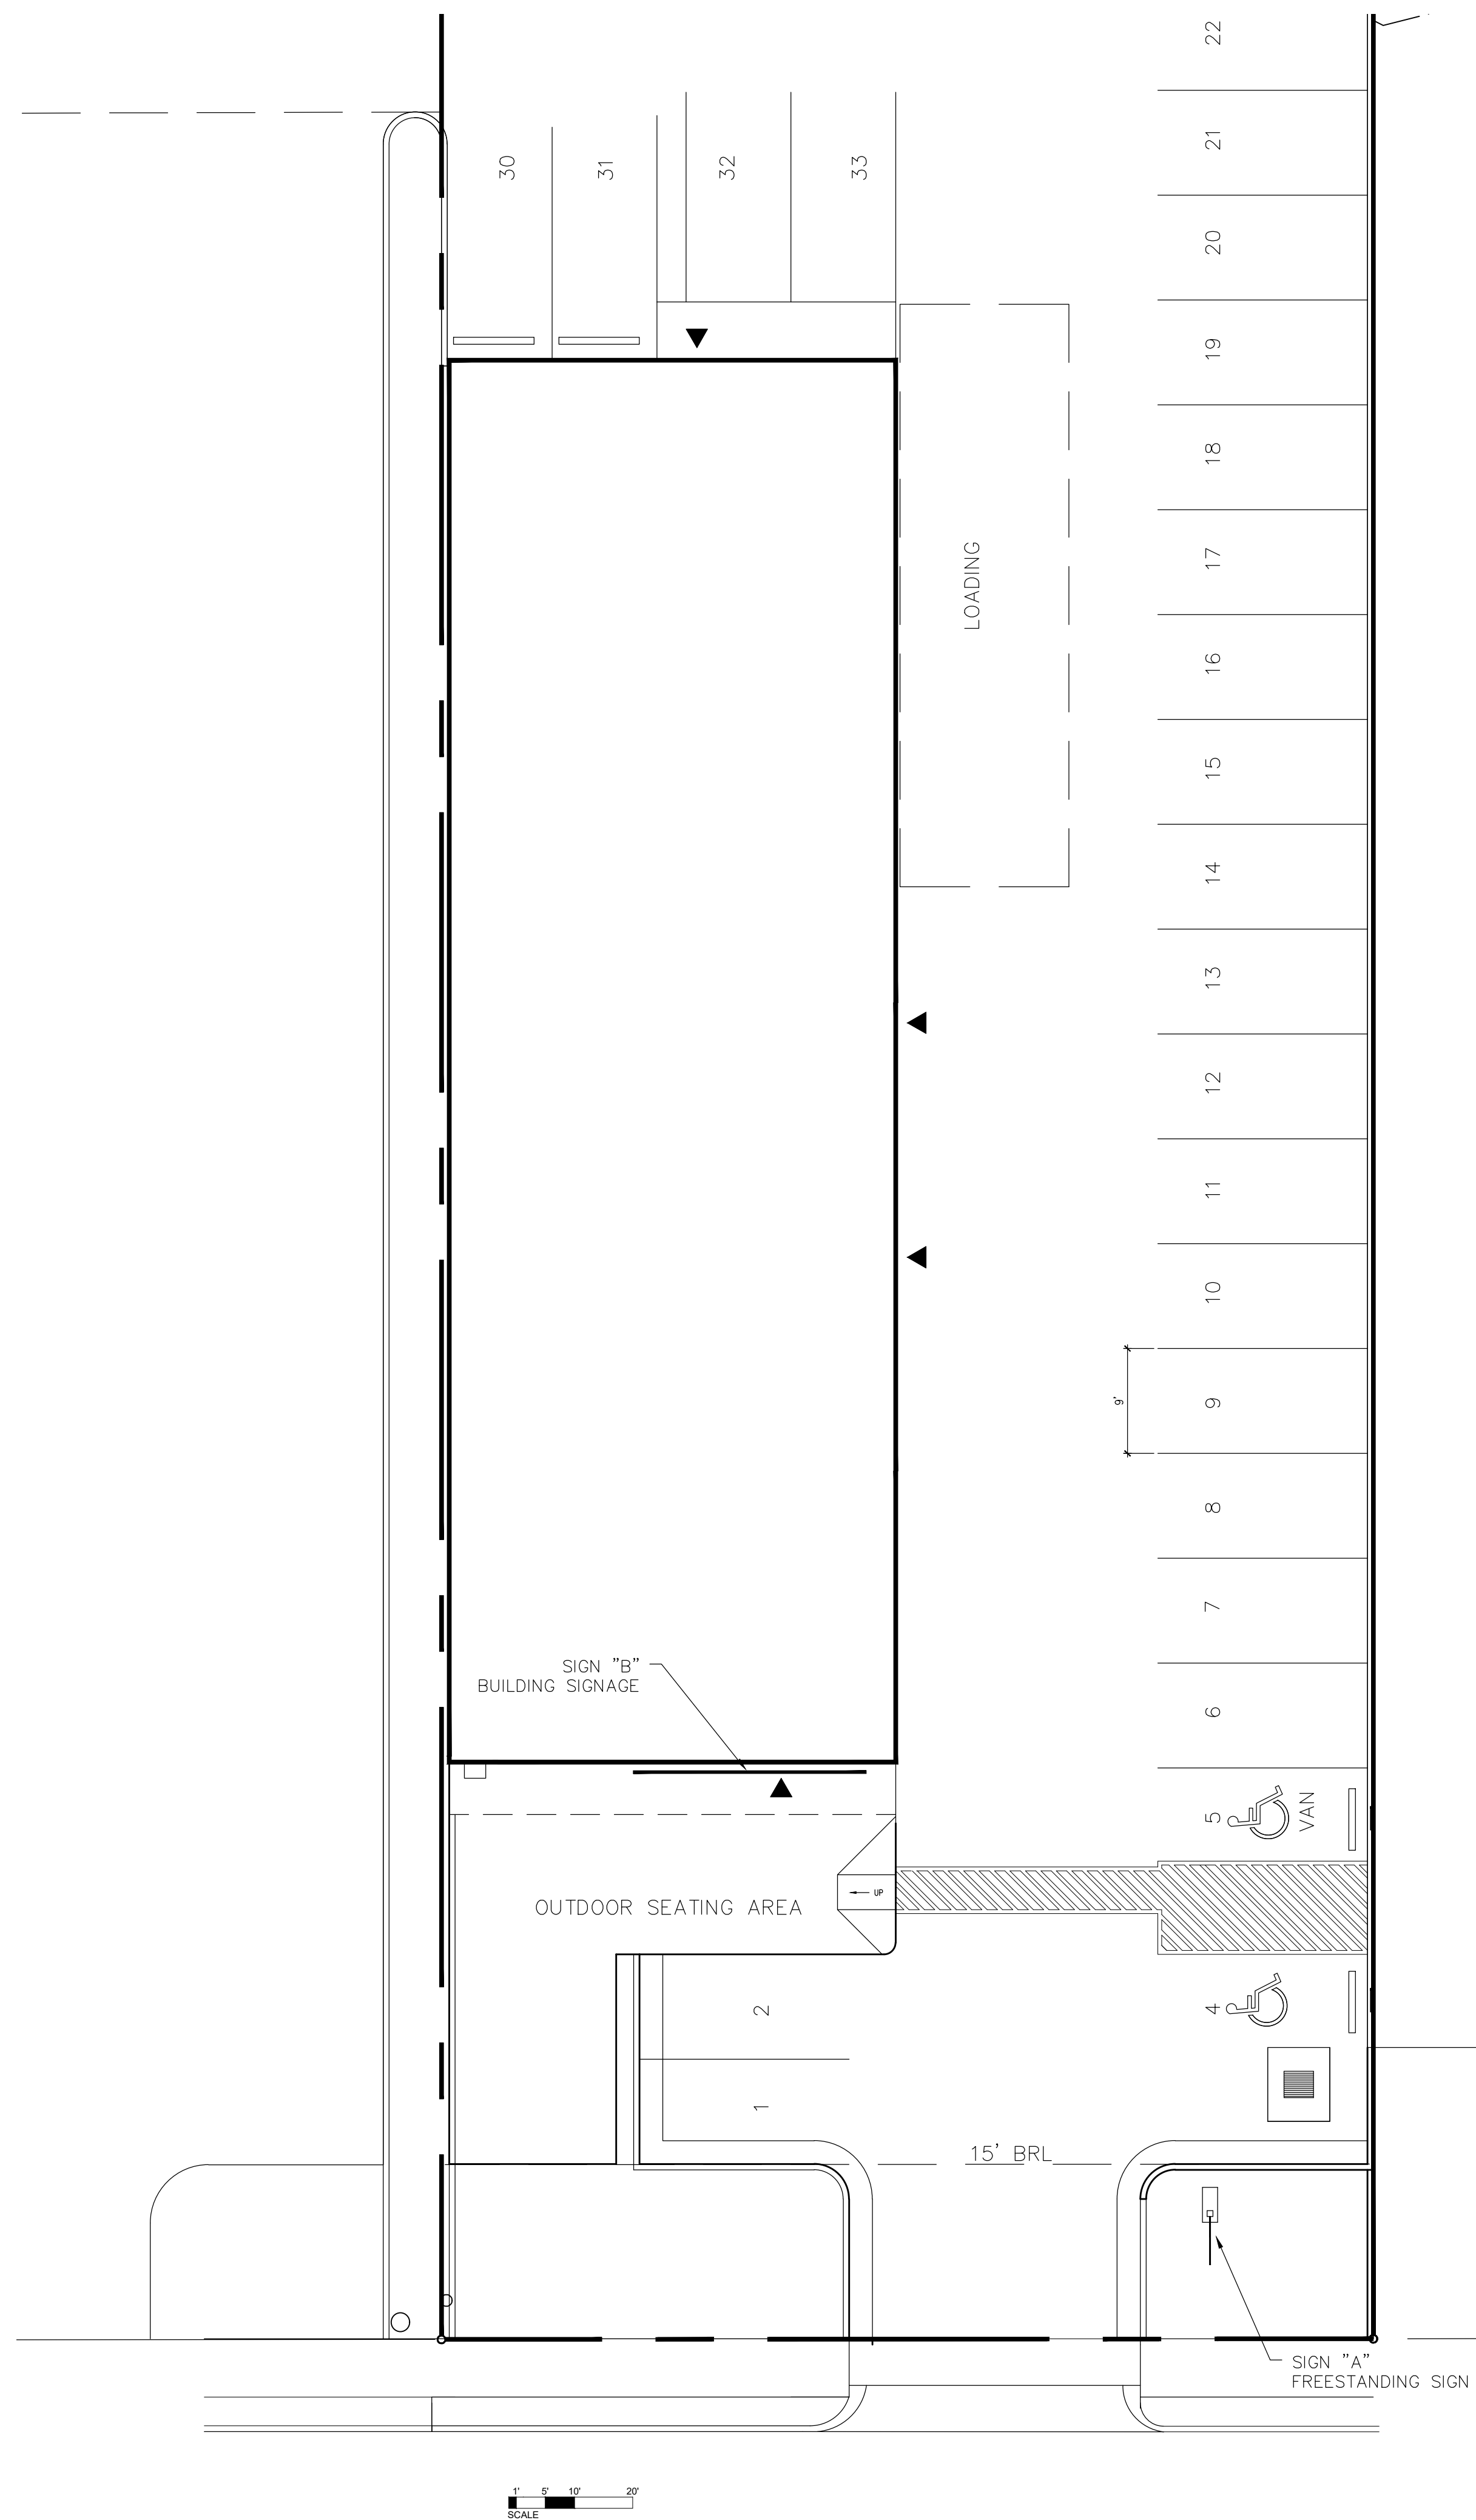 22
21
30
31
32
33
20
19
18
LOADING
17
16
15
14
13
12
11
10
9'
9
8
7
SIGN "B"
BUILDING SIGNAGE
6
5
VAN
UP
OUTDOOR SEATING AREA
2
4
1
15' BRL
SIGN "A"
FREESTANDING SIGN
1' 5' 10' 20'
SCALE